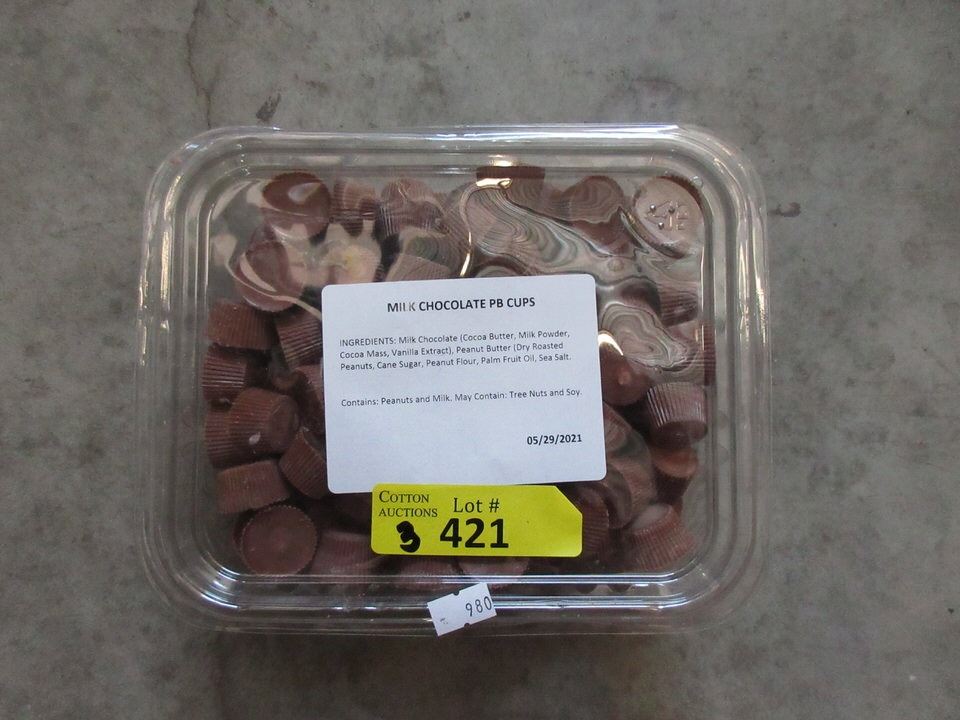 MILK CHOCOLATE PB CUPS
INGREDIENTS: Milk Chocolate (Cocoa Butter, Milk Powder,
Cocoa Mass, Vanilla Extract), Peanut Butter (Dry Roasted
Peanuts, Cane Sugar, Peanut Flour, Palm Fruit Oil, Sea Salt.
Contains: Peanuts and Milk. May Contain: Tree Nuts and Soy.
05/29/2021
COTTON
AUCTIONS
Lot #
3
421
980